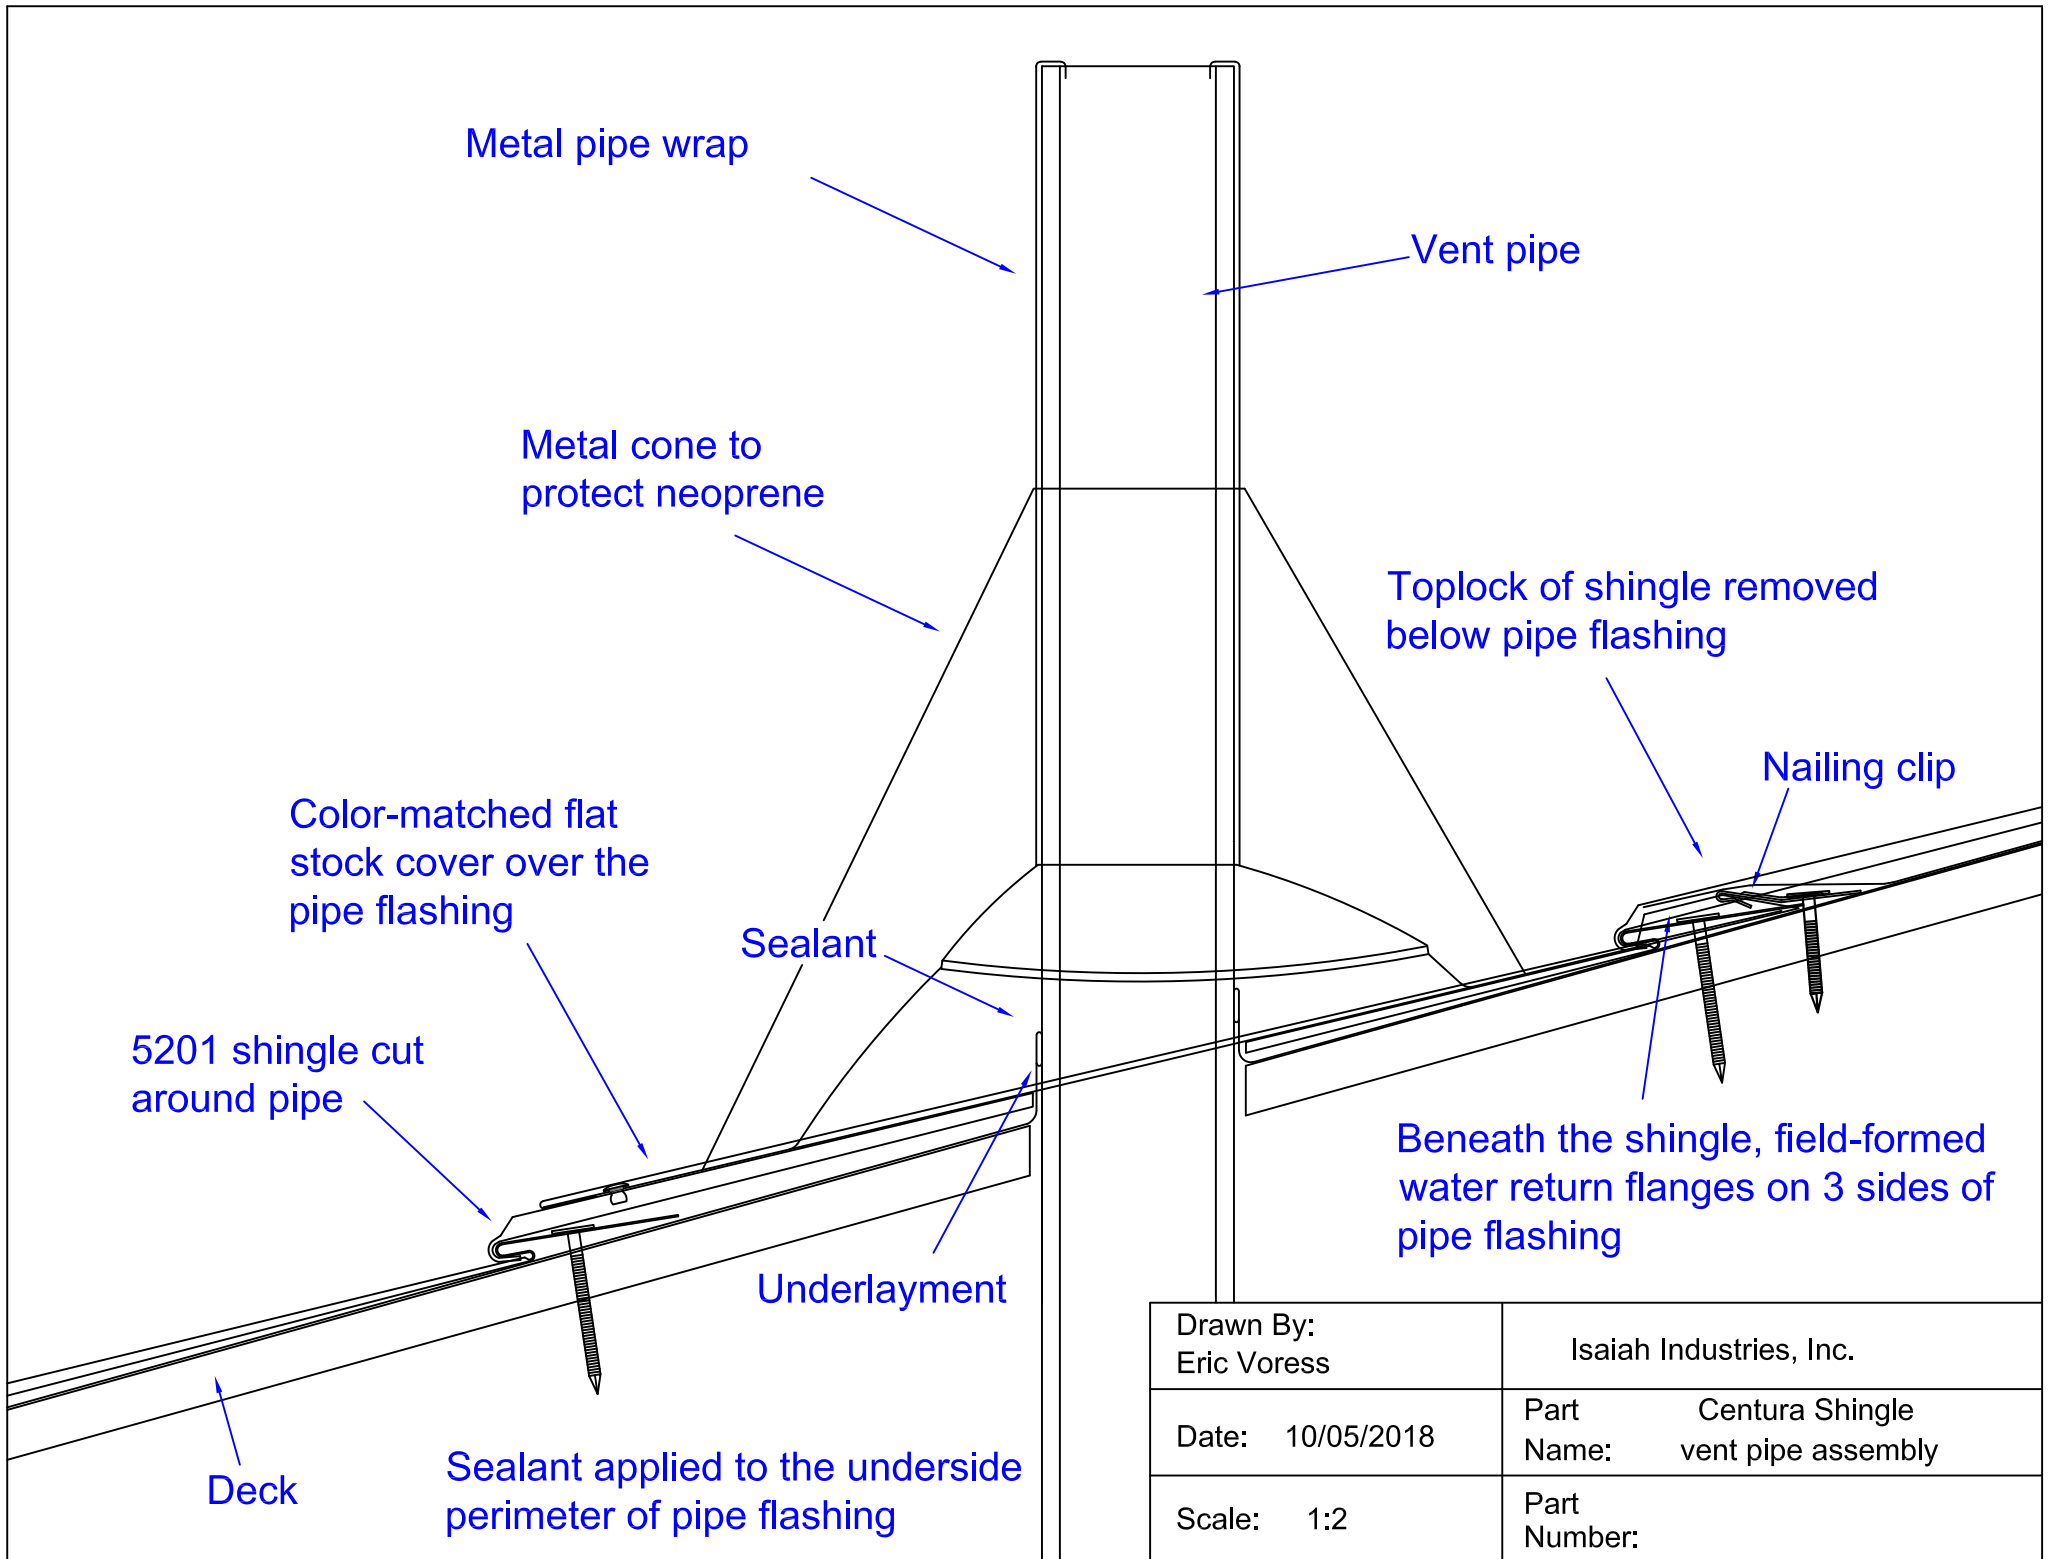 Metal pipe wrap
Vent pipe
Metal cone to
protect neoprene
Toplock of shingle removed
below pipe flashing
Nailing clip
Color-matched flat
stock cover over the
pipe flashing
Sealant
5201 shingle cut
around pipe
Beneath the shingle, field-formed
water return flanges on 3 sides of
pipe flashing
Underlayment
Deck
Sealant applied to the underside
perimeter of pipe flashing
Drawn By:
Eric Voress
Isaiah Industries, Inc.
Date: 10/05/2018
Part Centura Shingle
Name: vent pipe assembly
Scale: 1:2
Part
Number: